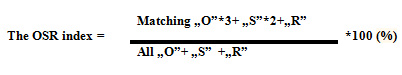 Matching „O”*3+ „S”*2+„R”
The OSR index = *100 (%)
All „O”+ „S” +„R”